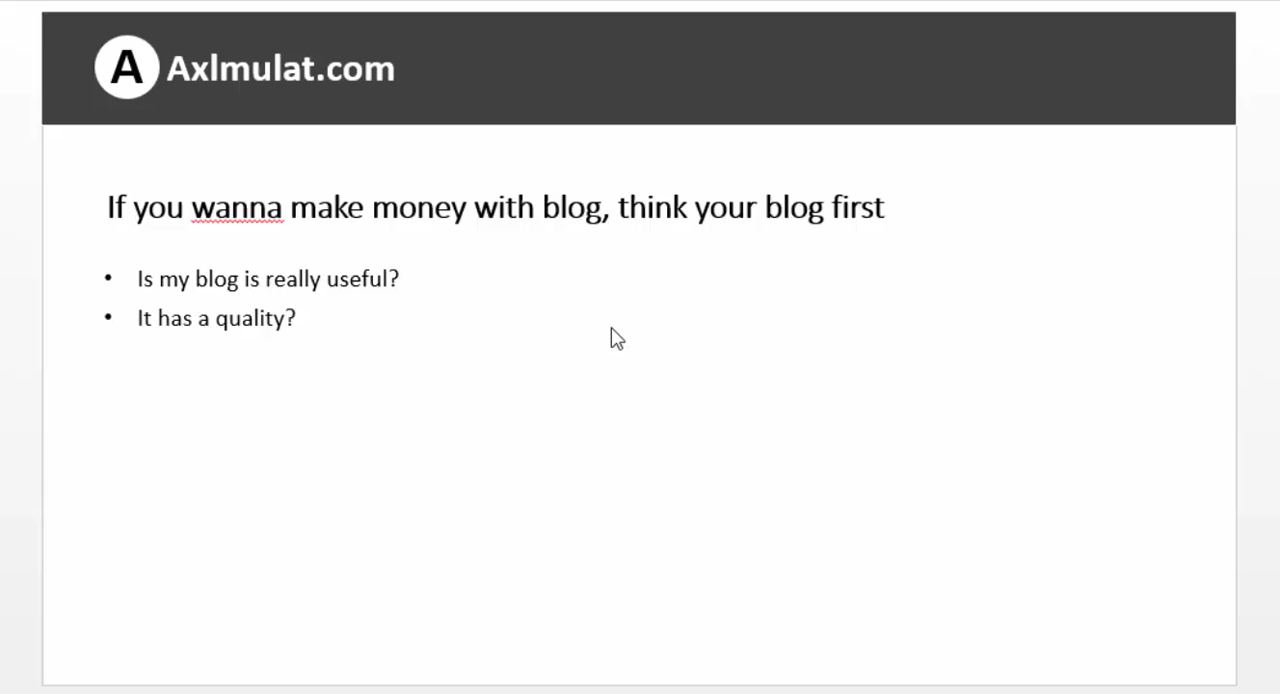 A Axlmulat.com
If you wanna make money with blog, think your blog first
• Is my blog is really useful?
• It has a quality?